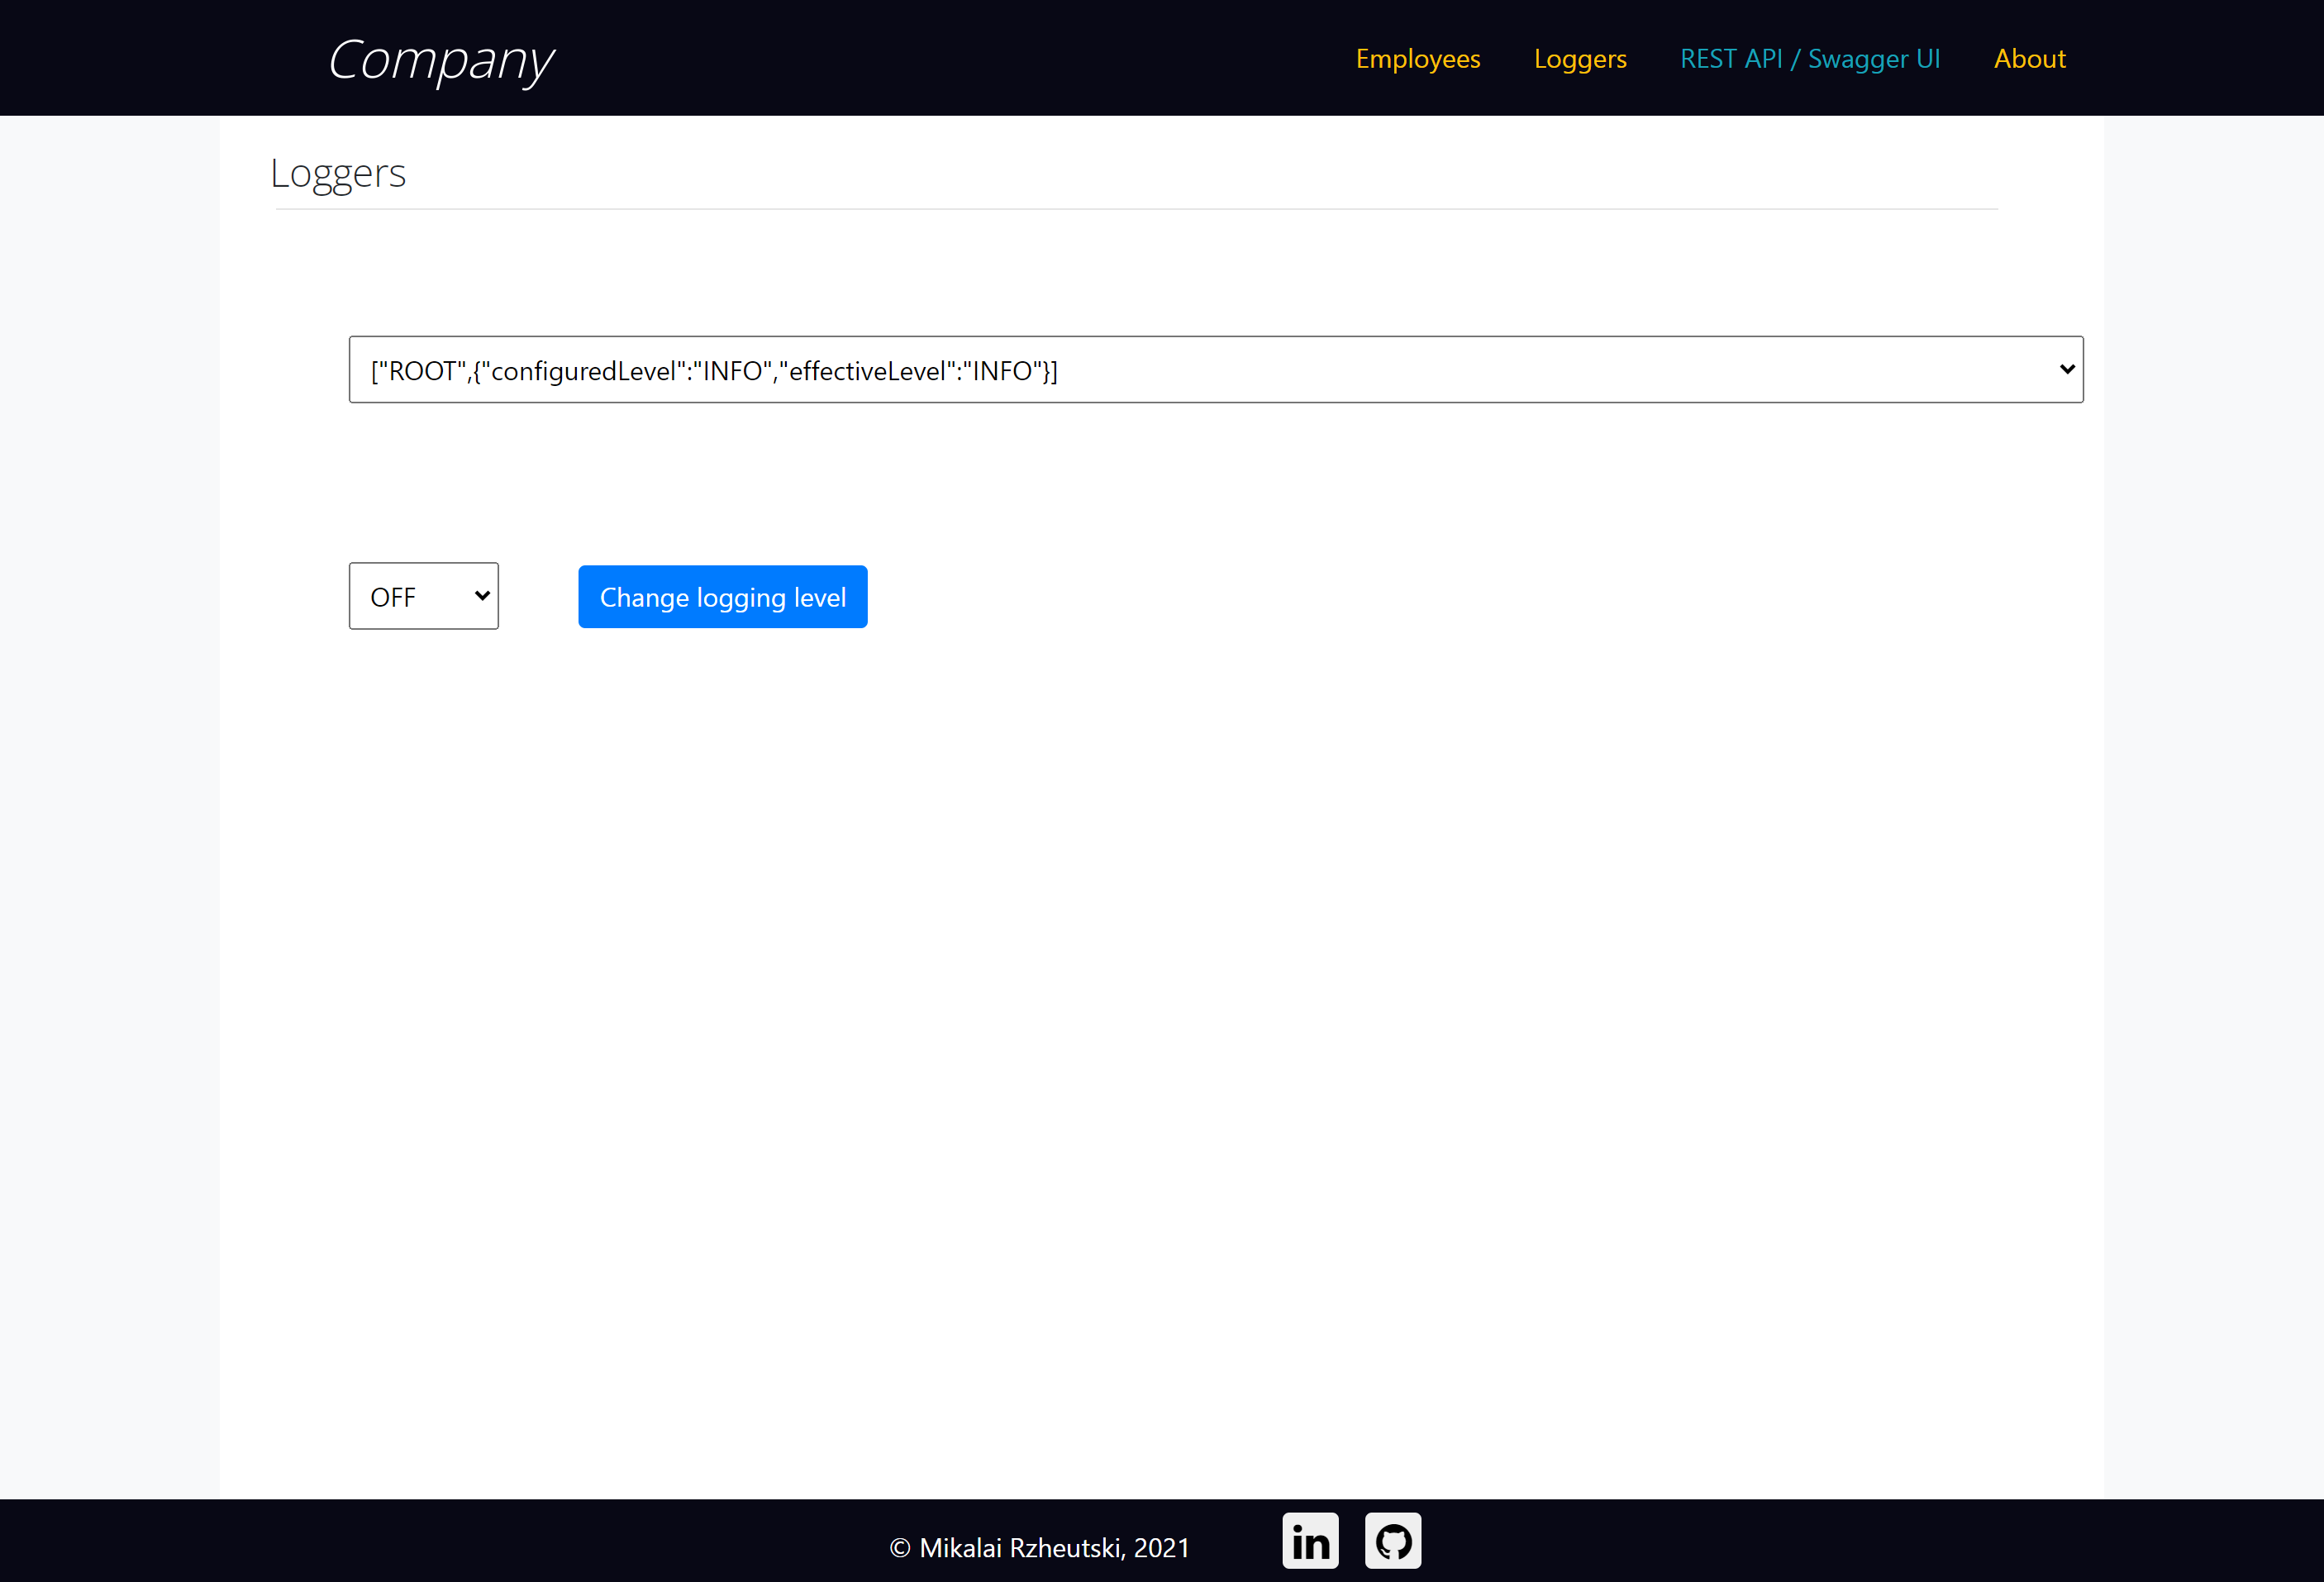 Company
Employees Loggers REST API / Swagger UI About
Loggers
["ROOT",{"configuredLevel":"INFO","effectiveLevel":"INFO"}]
OFF
Change logging level
© Mikalai Rzheutski, 2021
in